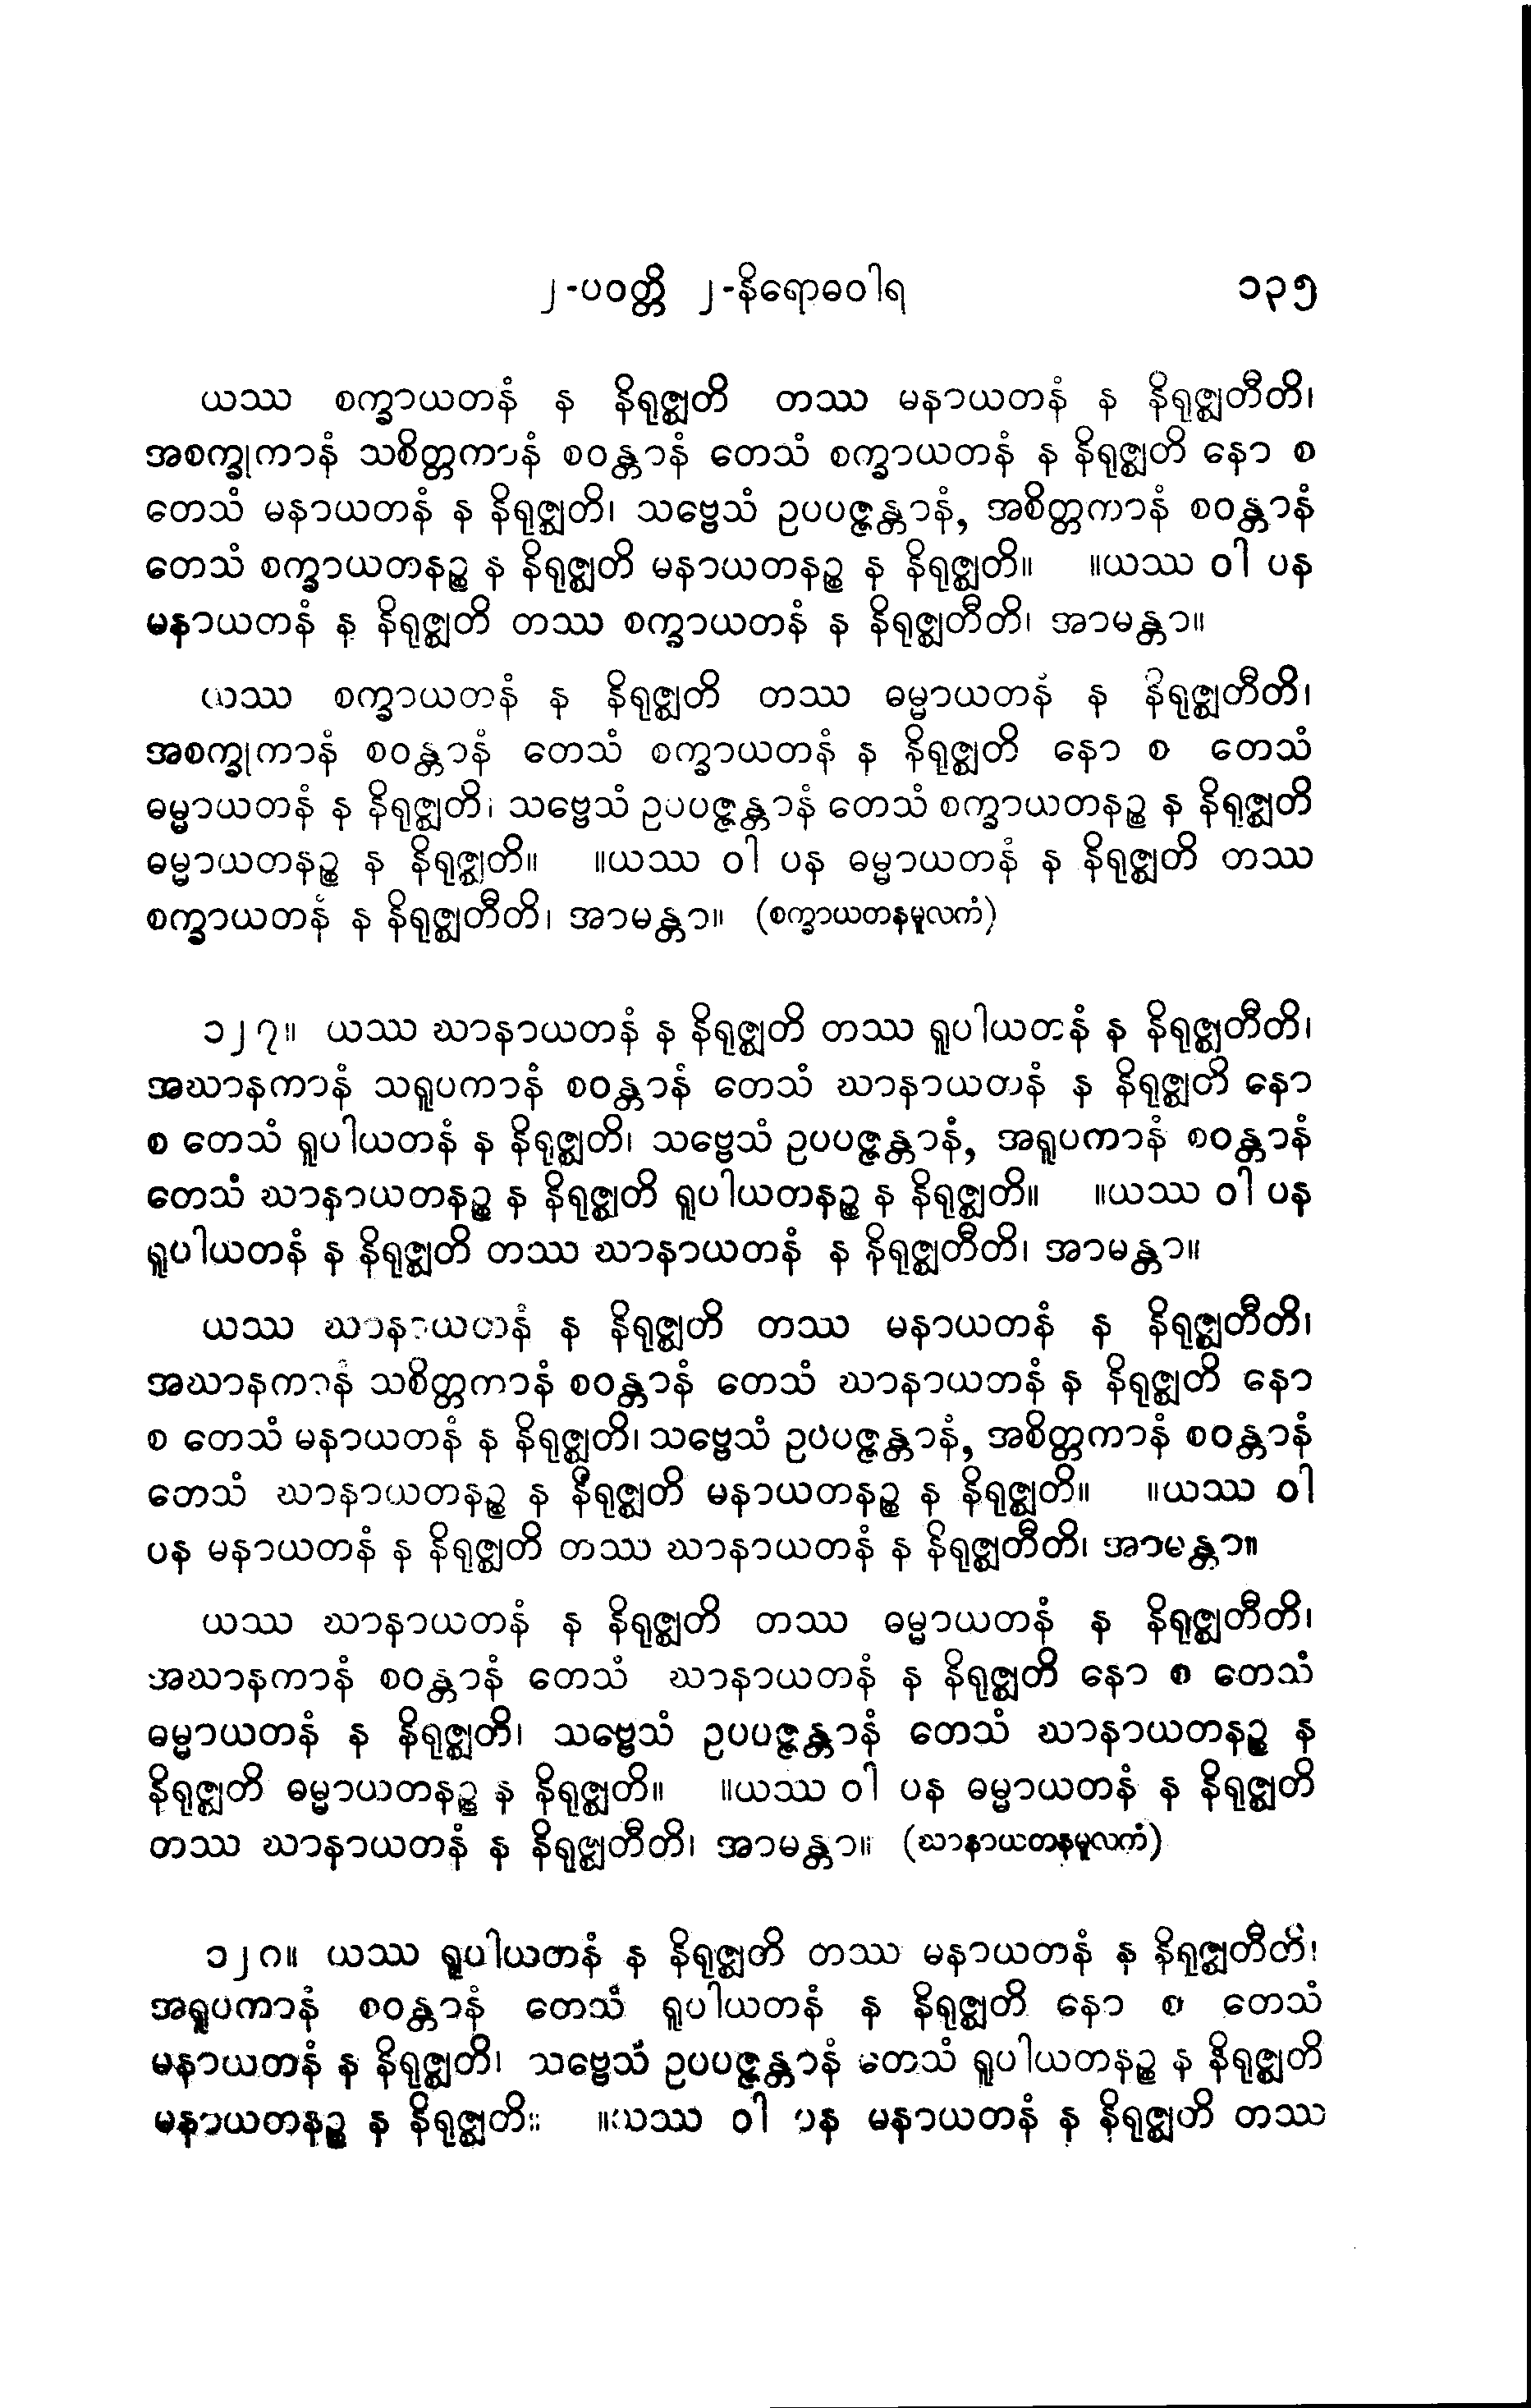 ၂-ပဝတ္တိ ၂-နိရောဓဝါရ ၁၃၅
ယဿ စက္ခာယတနံ န နိရုဇ္ဈတိ တဿ မနာယတနံ န နိရုဇ္ဈတီတိ၊
အစက္ခုကာနံ သစိတ္တကာနံ စဝန္တာနံ တေသံ စက္ခာယတနံ န နိရုဇ္ဈတိ နော စ
တေသံ မနာယတနံ န နိရုဇ္ဈတိ၊ သဗ္ဗေသံ ဥပပဇ္ဇန္တာနံ, အစိတ္တကာနံ စဝန္တာနံ
တေသံ စက္ခာယတနဉ္စ န နိရုဇ္ဈတိ မနာယတနဉ္စ န နိရုဇ္ဈတိ။ ။ယဿ ဝါ ပန
မနာယတနံ န နိရုဇ္ဈတိ တဿ စက္ခာယတနံ န နိရုဇ္ဈတီတိ၊ အာမန္တာ။
ယဿ စက္ခာယတနံ န နိရုဇ္ဈတိ တဿ ဓမ္မာယတနံ န နိရုဇ္ဈတီတိ၊
အစက္ခုကာနံ စဝန္တာနံ တေသံ စက္ခာယတနံ န နိရုဇ္ဈတိ နော စ တေသံ
ဓမ္မာယတနံ န နိရုဇ္ဈတိ၊ သဗ္ဗေသံ ဥပပဇ္ဇန္တာနံ တေသံ စက္ခာယတနဉ္စ န နိရုဇ္ဈတိ
ဓမ္မာယတနဉ္စ န နိရုဇ္ဈတိ။ ။ယဿ ဝါ ပန ဓမ္မာယတနံ န နိရုဇ္ဈတိ တဿ
စက္ခာယတနံ န နိရုဇ္ဈတီတိ၊ အာမန္တာ။ (စက္ခာယတနမူလကံ)
၁၂၇။ ယဿ ဃာနာယတနံ န နိရုဇ္ဈတိ တဿ ရူပါယတနံ န နိရုဇ္ဈတီတိ၊
အဃာနကာနံ သရူပကာနံ စဝန္တာနံ တေသံ ဃာနာယတနံ န နိရုဇ္ဈတိ နော
စ တေသံ ရူပါယတနံ န နိရုဇ္ဈတိ၊ သဗ္ဗေသံ ဥပပဇ္ဇန္တာနံ, အရူပကာနံ စဝန္တာနံ
တေသံ ဃာနာယတနဉ္စ န နိရုဇ္ဈတိ ရူပါယတနဉ္စ န နိရုဇ္ဈတိ။ ။ယဿ ဝါ ပန
ရူပါယတနံ န နိရုဇ္ဈတိ တဿ ဃာနာယတနံ န နိရုဇ္ဈတီတိ၊ အာမန္တာ။
ယဿ ဃာနာယတနံ န နိရုဇ္ဈတိ တဿ မနာယတနံ န နိရုဇ္ဈတီတိ၊
အဃာနကာနံ သစိတ္တကာနံ စဝန္တာနံ တေသံ ဃာနာယတနံ န နိရုဇ္ဈတိ နော
စ တေသံ မနာယတနံ န နိရုဇ္ဈတိ၊ သဗ္ဗေသံ ဥပပဇ္ဇန္တာနံ, အစိတ္တကာနံ စဝန္တာနံ
တေသံ ဃာနာယတနဉ္စ န နိရုဇ္ဈတိ မနာယတနဉ္စ န နိရုဇ္ဈတိ။ ။ယဿ ဝါ
ပန မနာယတနံ န နိရုဇ္ဈတိ တဿ ဃာနာယတနံ န နိရုဇ္ဈတီတိ၊ အာမန္တာ။
ယဿ ဃာနာယတနံ န နိရုဇ္ဈတိ တဿ ဓမ္မာယတနံ န နိရုဇ္ဈတီတိ၊
အဃာနကာနံ စဝန္တာနံ တေသံ ဃာနာယတနံ န နိရုဇ္ဈတိ နော စ တေသံ
ဓမ္မာယတနံ န နိရုဇ္ဈတိ၊ သဗ္ဗေသံ ဥပပဇ္ဇန္တာနံ တေသံ ဃာနာယတနဉ္စ န
နိရုဇ္ဈတိ ဓမ္မာယတနဉ္စ န နိရုဇ္ဈတိ။ ။ယဿ ဝါ ပန ဓမ္မာယတနံ န နိရုဇ္ဈတိ
တဿ ဃာနာယတနံ န နိရုဇ္ဈတီတိ၊ အာမန္တာ။ (ဃာနာယတနမူလကံ)
၁၂၈။ ယဿ ရူပါယတနံ န နိရုဇ္ဈတိ တဿ မနာယတနံ န နိရုဇ္ဈတီတိ၊
အရူပကာနံ စဝန္တာနံ တေသံ ရူပါယတနံ န နိရုဇ္ဈတိ နော စ တေသံ
မနာယတနံ န နိရုဇ္ဈတိ၊ သဗ္ဗေသံ ဥပပဇ္ဇန္တာနံ တေသံ ရူပါယတနဉ္စ န နိရုဇ္ဈတိ
မနာယတနဉ္စ န နိရုဇ္ဈတိ။ ။ယဿ ဝါ ပန မနာယတနံ န နိရုဇ္ဈတိ တဿ